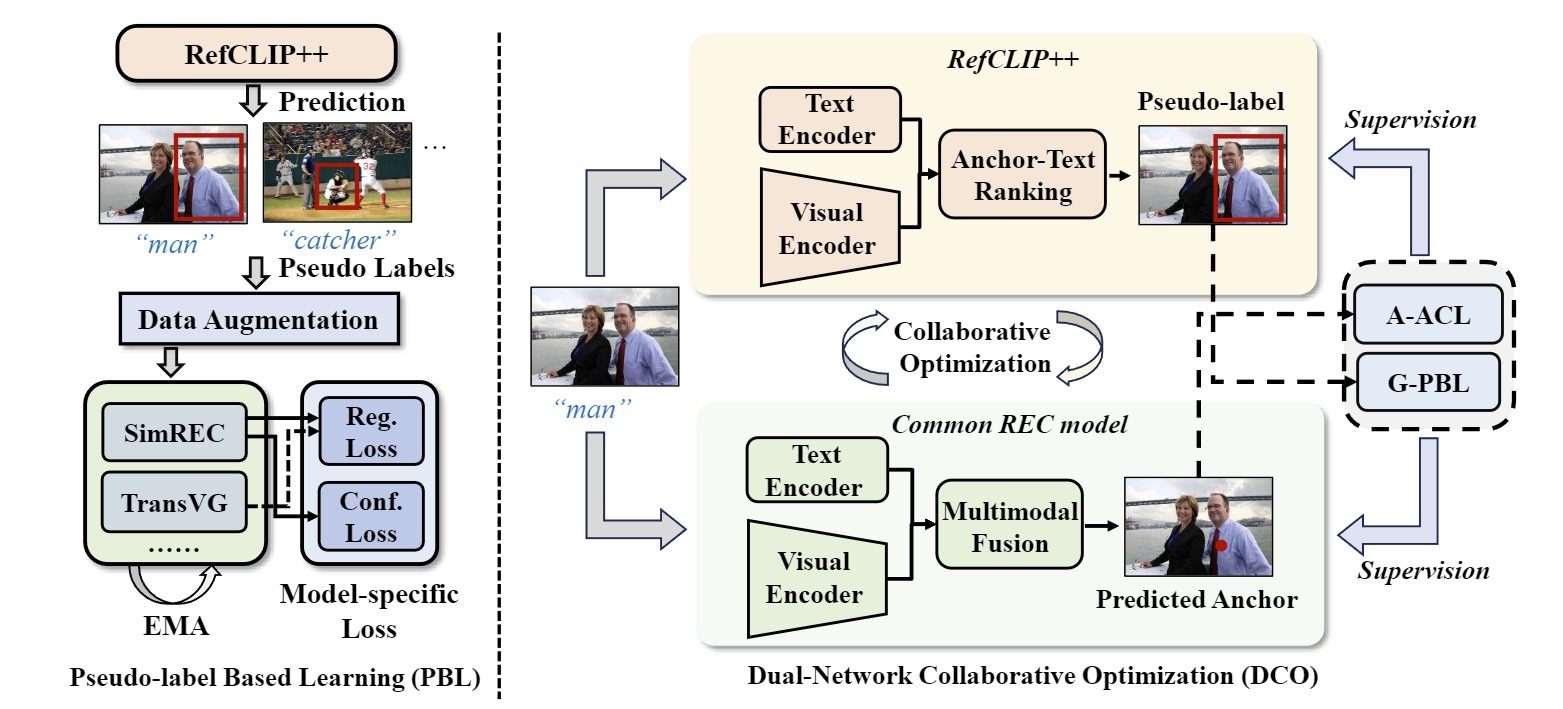 RefCLIP++
Prediction
...
“man”
“catcher”
Pseudo Labels
Data Augmentation
SimREC
TransVG
......
Reg.
Loss
Conf.
Loss
EMA
Model-specific
Loss
Pseudo-label Based Learning (PBL)
“man”
RefCLIP++
Text
Encoder
Visual
Encoder
Anchor-Text
Ranking
Pseudo-label
Supervision
Collaborative
Optimization
A-ACL
G-PBL
Common REC model
Text
Encoder
Visual
Encoder
Multimodal
Fusion
Predicted Anchor
Supervision
Dual-Network Collaborative Optimization (DCO)